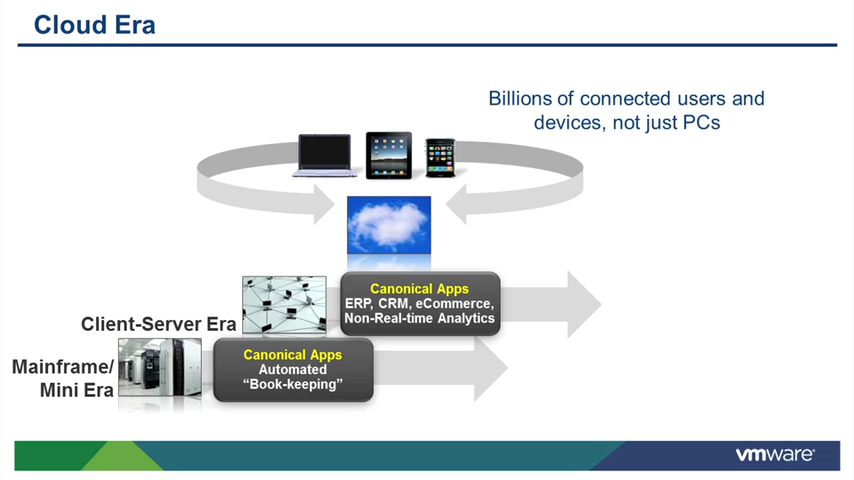 Cloud Era
Billions of connected users and
devices, not just PCs
Canonical Apps
ERP, CRM, eCommerce,
Non-Real-time Analytics
Client-Server Era
Canonical Apps
Automated
“Book-keeping”
Mainframe/
Mini Era
vmware®